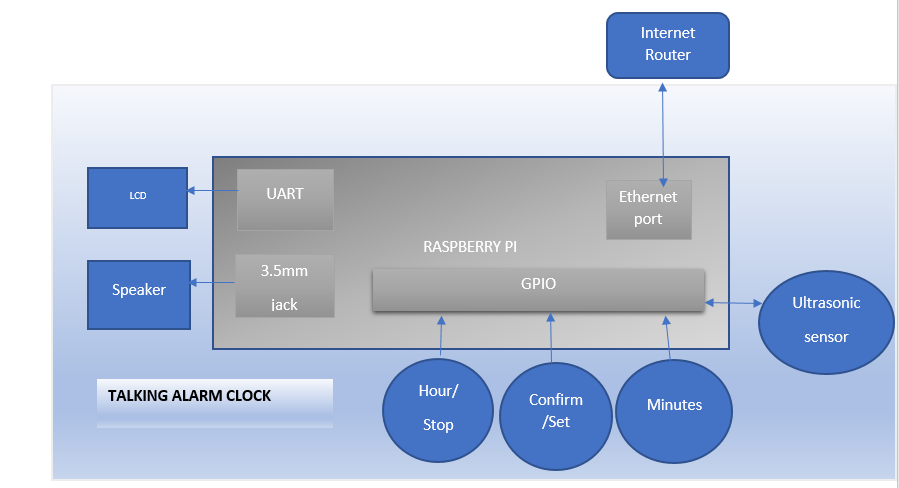 Internet
Router
LCD
UART
Ethernet
port
RASPBERRY PI
Speaker
3.5mm
jack
GPIO
Ultrasonic
sensor
TALKING ALARM CLOCK
Hour/
Stop
Confirm
/Set
Minutes